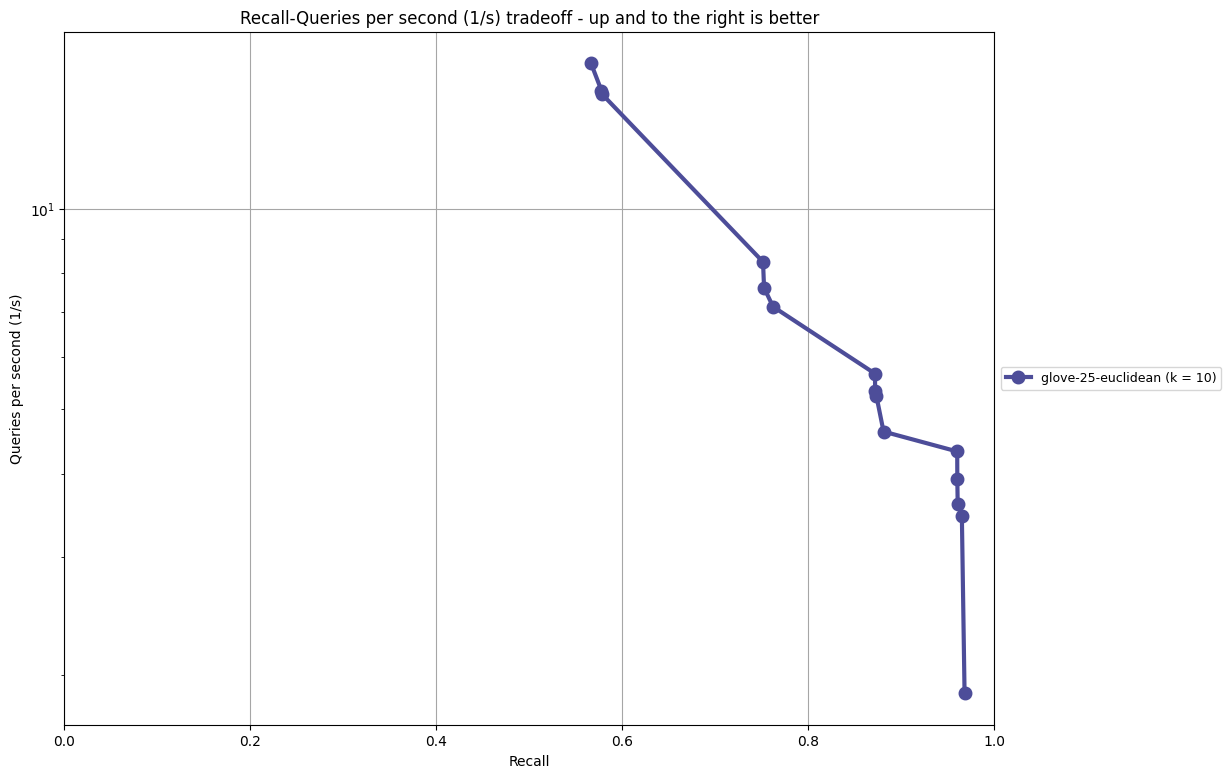 Recall-Queries per second (1/s) tradeoff - up and to the right is better
Queries per second (1/s)
10¹
0.0 0.2 0.4 0.6 0.8 1.0
Recall
glove-25-euclidean (k = 10)